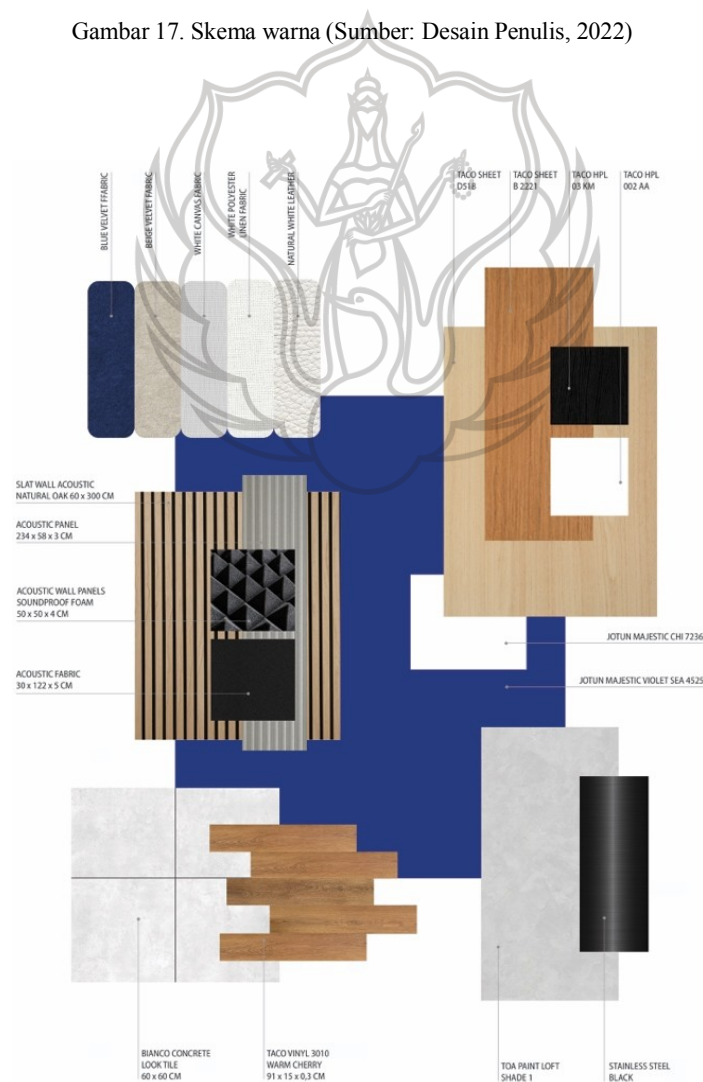 Gambar 17. Skema warna (Sumber: Desain Penulis, 2022)
BLUE VELVET FFABRIC
BEIGE VELVET FABRIC
WHITE CANVAS FABRIC
WHITE POLYESTER
LINEN FABRIC
NATURAL WHITE LEATHER
TACO SHEET
D518
TACO SHEET
B 2221
TACO HPL
03 KM
TACO HPL
002 AA
SLAT WALL ACOUSTIC
NATURAL OAK 60 x 300 CM
ACOUSTIC PANEL
234 x 58 x 3 CM
ACOUSTIC WALL PANELS
SOUNDPROOF FOAM
50 x 50 x 4 CM
ACOUSTIC FABRIC
30 x 122 x 5 CM
JOTUN MAJESTIC CHI 7236
JOTUN MAJESTIC VIOLET SEA 4525
BIANCO CONCRETE
LOOK TILE
60 x 60 CM
TACO VINYL 3010
WARM CHERRY
91 x 15 x 0,3 CM
TOA PAINT LOFT
SHADE 1
STAINLESS STEEL
BLACK